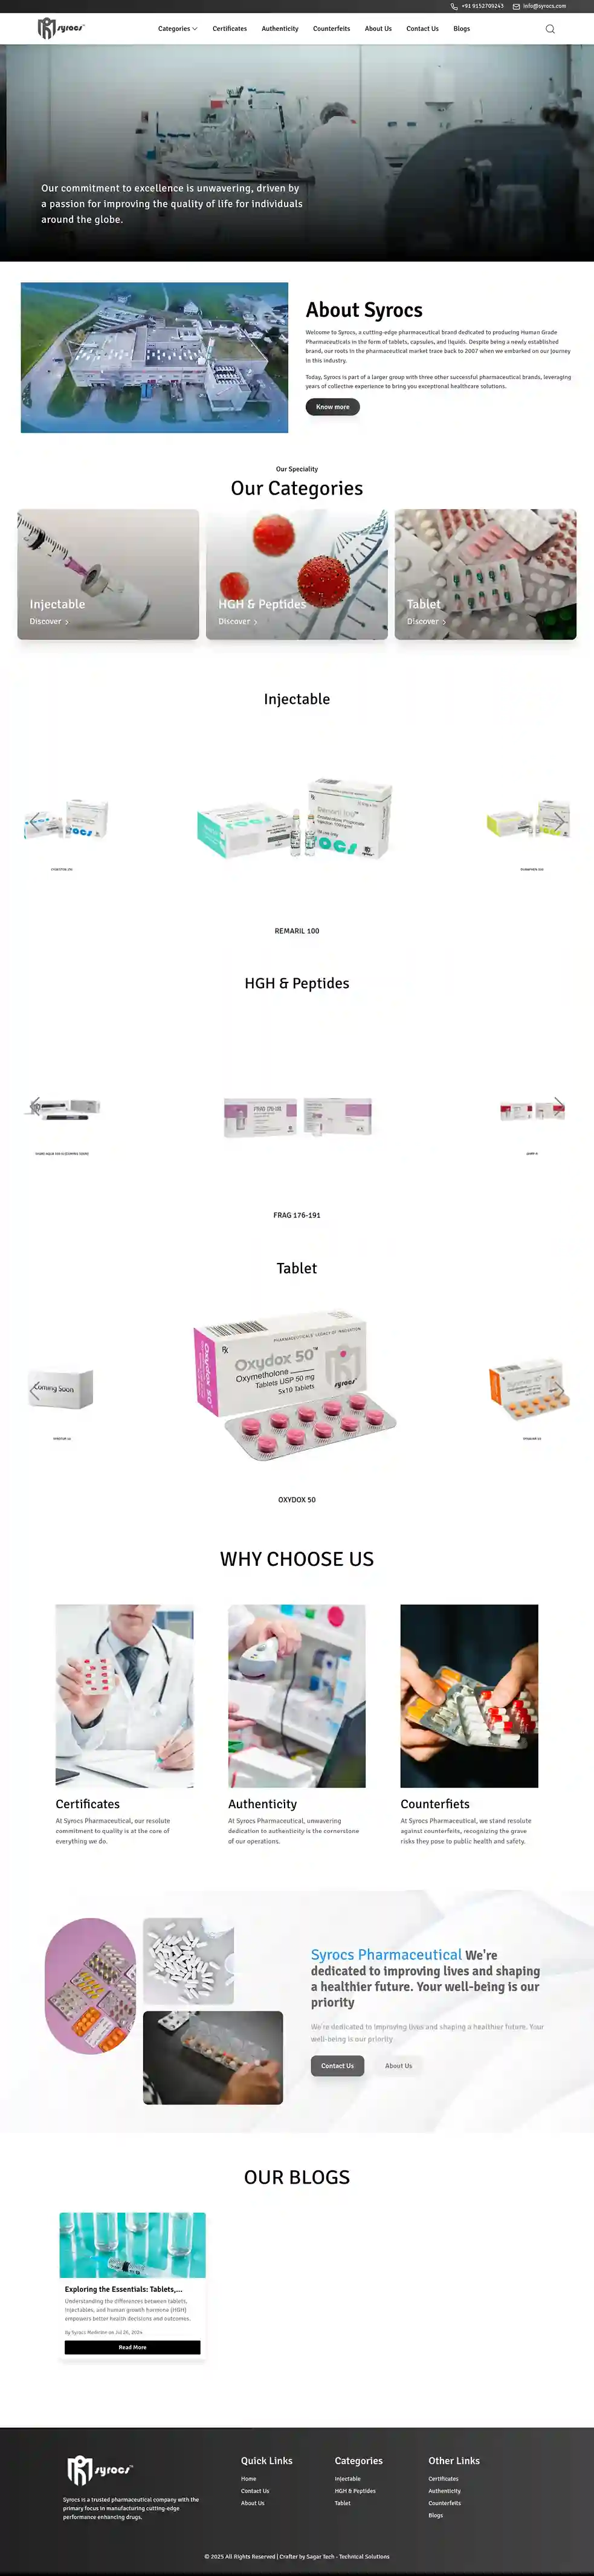 +91 9152709243 info@syrocs.com
syrocs
Categories Certificates Authenticity Counterfeits About Us Contact Us Blogs
Our commitment to excellence is unwavering, driven by
a passion for improving the quality of life for individuals
around the globe.
About Syrocs
Welcome to Syrocs, a cutting-edge pharmaceutical brand dedicated to producing Human Grade
Pharmaceuticals in the form of tablets, capsules, and liquids. Despite being a newly established
brand, our roots in the pharmaceutical market trace back to 2007 when we embarked on our journey
in this industry.
Today, Syrocs is part of a larger group with three other successful pharmaceutical brands, leveraging
years of collective experience to bring you exceptional healthcare solutions.
Know more
Our Speciality
Our Categories
Injectable
Discover
HGH & Peptides
Discover
Tablet
Discover
Injectable
Remaril 100
REMARIL 100
HGH & Peptides
FRAG 176-191
FRAG 176-191
Tablet
Coming Soon
PHARMACEUTICALS' LEGACY OF INNOVATION
Rx
Oxydox 50
Oxymetholone
Tablets USP 50 mg
5x10 Tablets
syrocs
Oxydox 50
OXYDOX 50
WHY CHOOSE US
Certificates
At Syrocs Pharmaceutical, our resolute
commitment to quality is at the core of
everything we do.
Authenticity
At Syrocs Pharmaceutical, unwavering
dedication to authenticity is the cornerstone
of our operations.
Counterfiets
At Syrocs Pharmaceutical, we stand resolute
against counterfeits, recognizing the grave
risks they pose to public health and safety.
Syrocs Pharmaceutical We're
dedicated to improving lives and shaping
a healthier future. Your well-being is our
priority
We're dedicated to improving lives and shaping a healthier future. Your
well-being is our priority
Contact Us About Us
OUR BLOGS
Exploring the Essentials: Tablets,...
Understanding the differences between tablets,
injectables, and human growth hormone (HGH)
empowers better health decisions and outcomes.
By Syrocs Medicine on Jul 26, 2024
Read More
syrocs
Syrocs is a trusted pharmaceutical company with the
primary focus in manufacturing cutting-edge
performance enhancing drugs.
Quick Links
Home
Contact Us
About Us
Categories
Injectable
HGH & Peptides
Tablet
Other Links
Certificates
Authenticity
Counterfeits
Blogs
© 2025 All Rights Reserved | Crafter by Sagar Tech - Technical Solutions